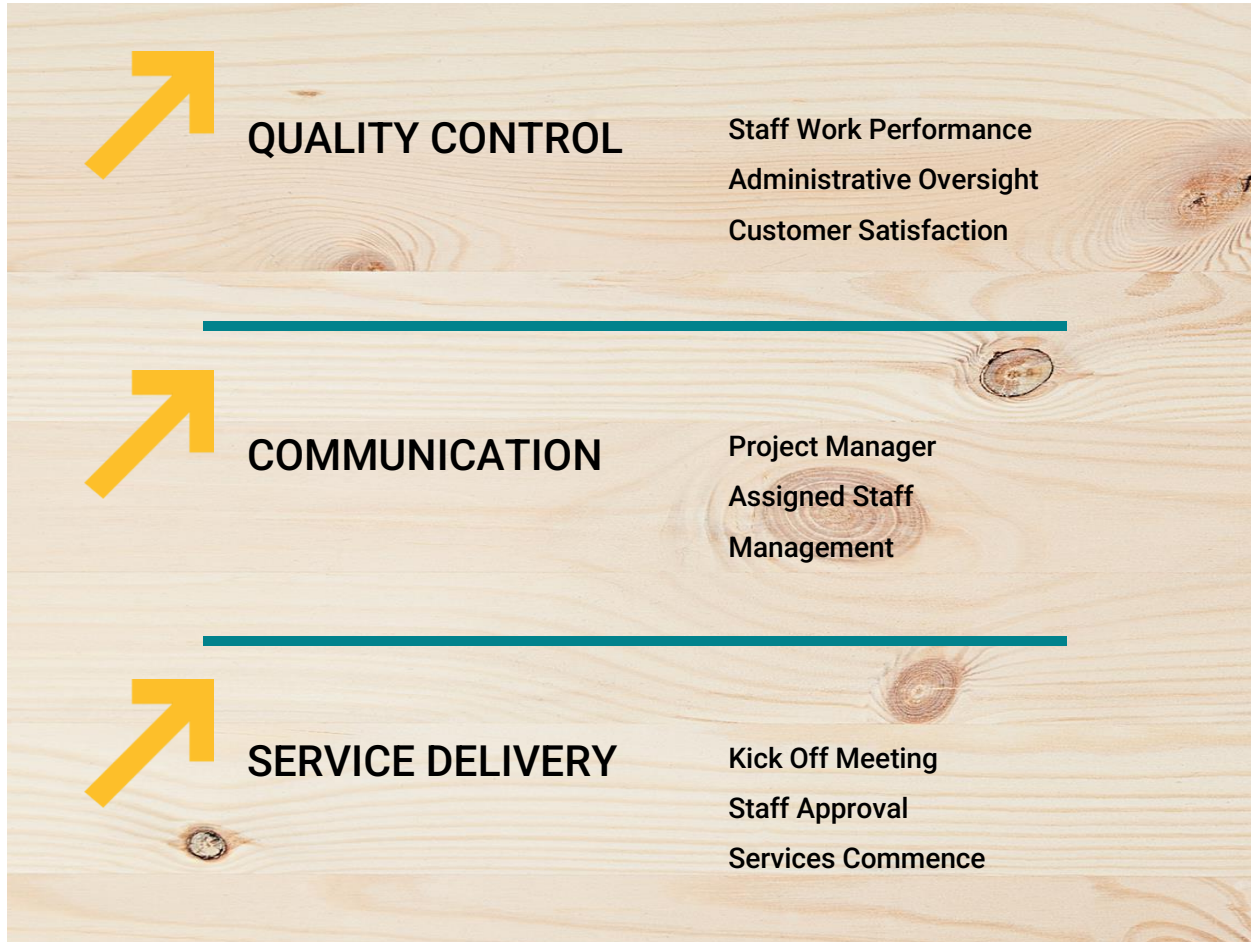 QUALITY CONTROL
Staff Work Performance
Administrative Oversight
Customer Satisfaction
COMMUNICATION
Project Manager
Assigned Staff
Management
SERVICE DELIVERY
Kick Off Meeting
Staff Approval
Services Commence